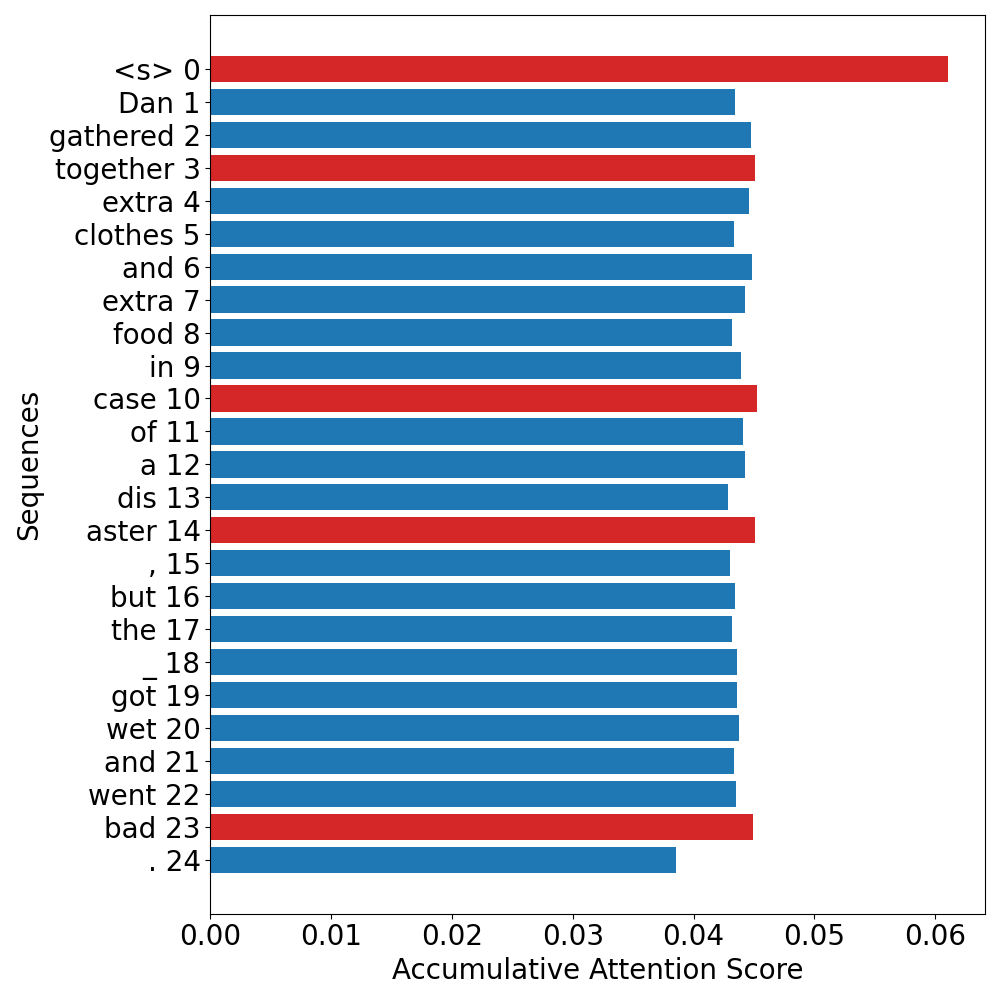 <s> 0
Dan 1
gathered 2
together 3
extra 4
clothes 5
and 6
extra 7
food 8
in 9
case 10
of 11
a 12
dis 13
aster 14
, 15
but 16
the 17
_ 18
got 19
wet 20
and 21
went 22
bad 23
. 24
Sequences
0.00 0.01 0.02 0.03 0.04 0.05 0.06
Accumulative Attention Score